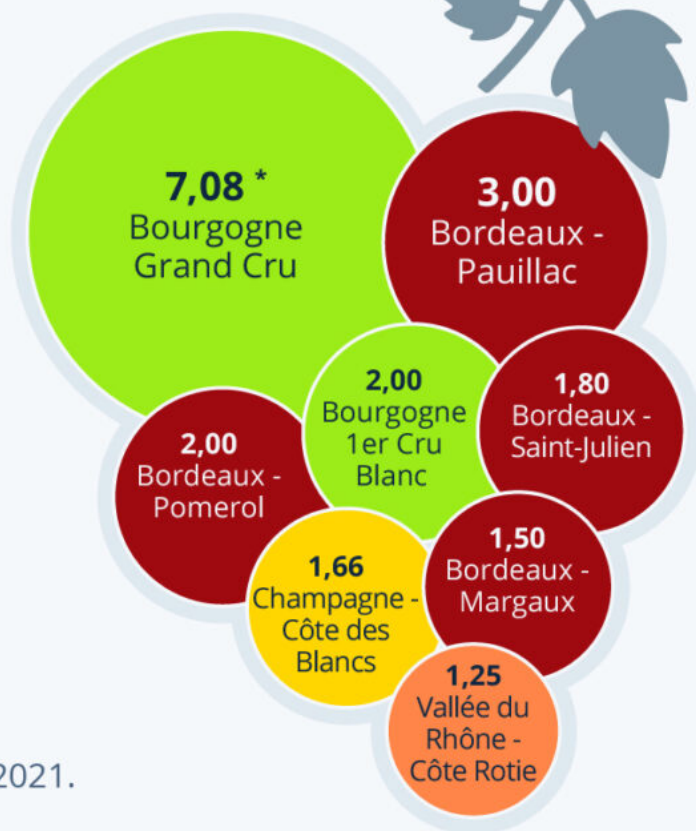 7,08 *
Bourgogne
Grand Cru
3,00
Bordeaux -
Pauillac
2,00
Bourgogne
1er Cru
Blanc
1,80
Bordeaux -
Saint-Julien
2,00
Bordeaux -
Pomerol
1,66
Champagne -
Côte des
Blancs
1,50
Bordeaux -
Margaux
1,25
Vallée du
Rhône -
Côte Rotie
2021.